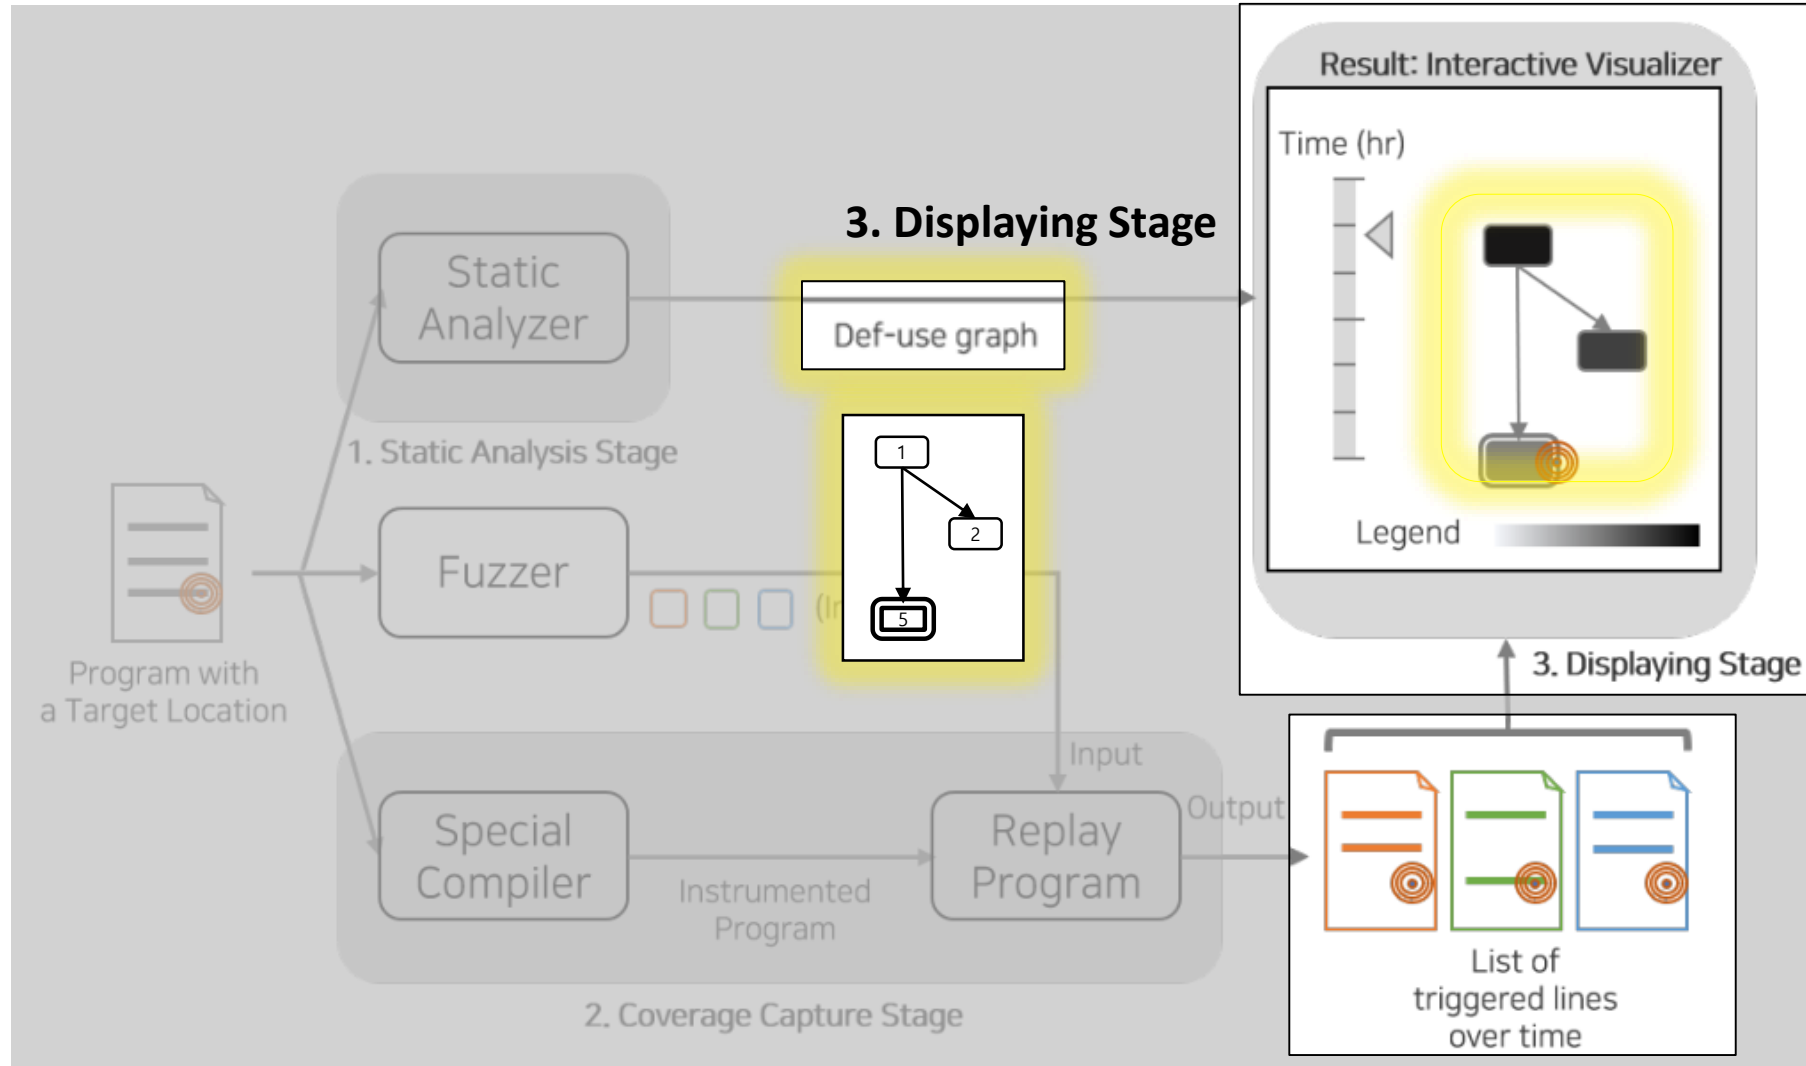 Result: Interactive Visualizer
Time (hr)
3. Displaying Stage
Static
Analyzer
Def-use graph
1. Static Analysis Stage
1
2
5
Legend
Fuzzer
3. Displaying Stage
Program with
a Target Location
Input
Output
Special
Compiler
Instrumented
Program
Replay
Program
List of
triggered lines
over time
2. Coverage Capture Stage